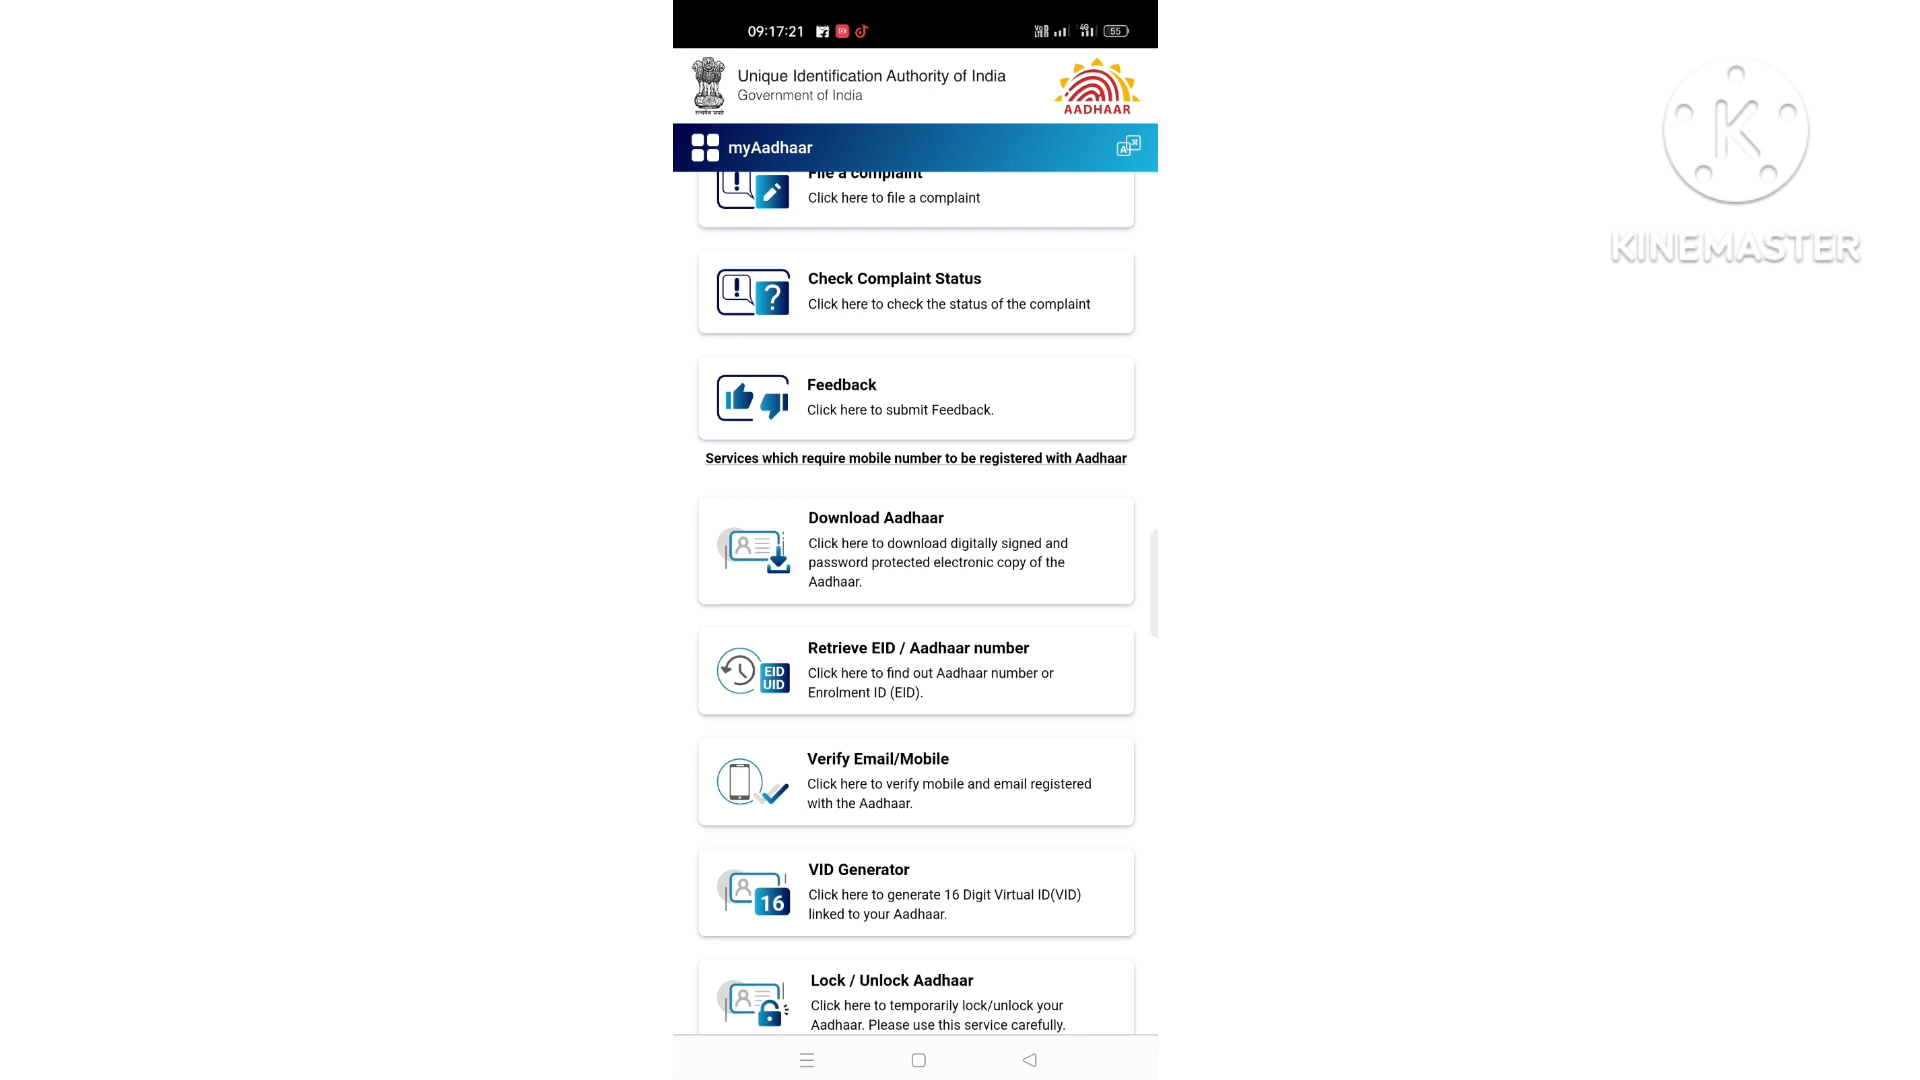 09:17:21
VoD LTE 4G 55
Unique Identification Authority of India
Government of India
AADHAAR
myAadhaar
File a complaint
Click here to file a complaint
Check Complaint Status
Click here to check the status of the complaint
Feedback
Click here to submit Feedback.
Services which require mobile number to be registered with Aadhaar
Download Aadhaar
Click here to download digitally signed and
password protected electronic copy of the
Aadhaar.
EID
UID
Retrieve EID / Aadhaar number
Click here to find out Aadhaar number or
Enrolment ID (EID).
Verify Email/Mobile
Click here to verify mobile and email registered
with the Aadhaar.
16
VID Generator
Click here to generate 16 Digit Virtual ID(VID)
linked to your Aadhaar.
Lock / Unlock Aadhaar
Click here to temporarily lock/unlock your
Aadhaar. Please use this service carefully.
K
KINEMASTER